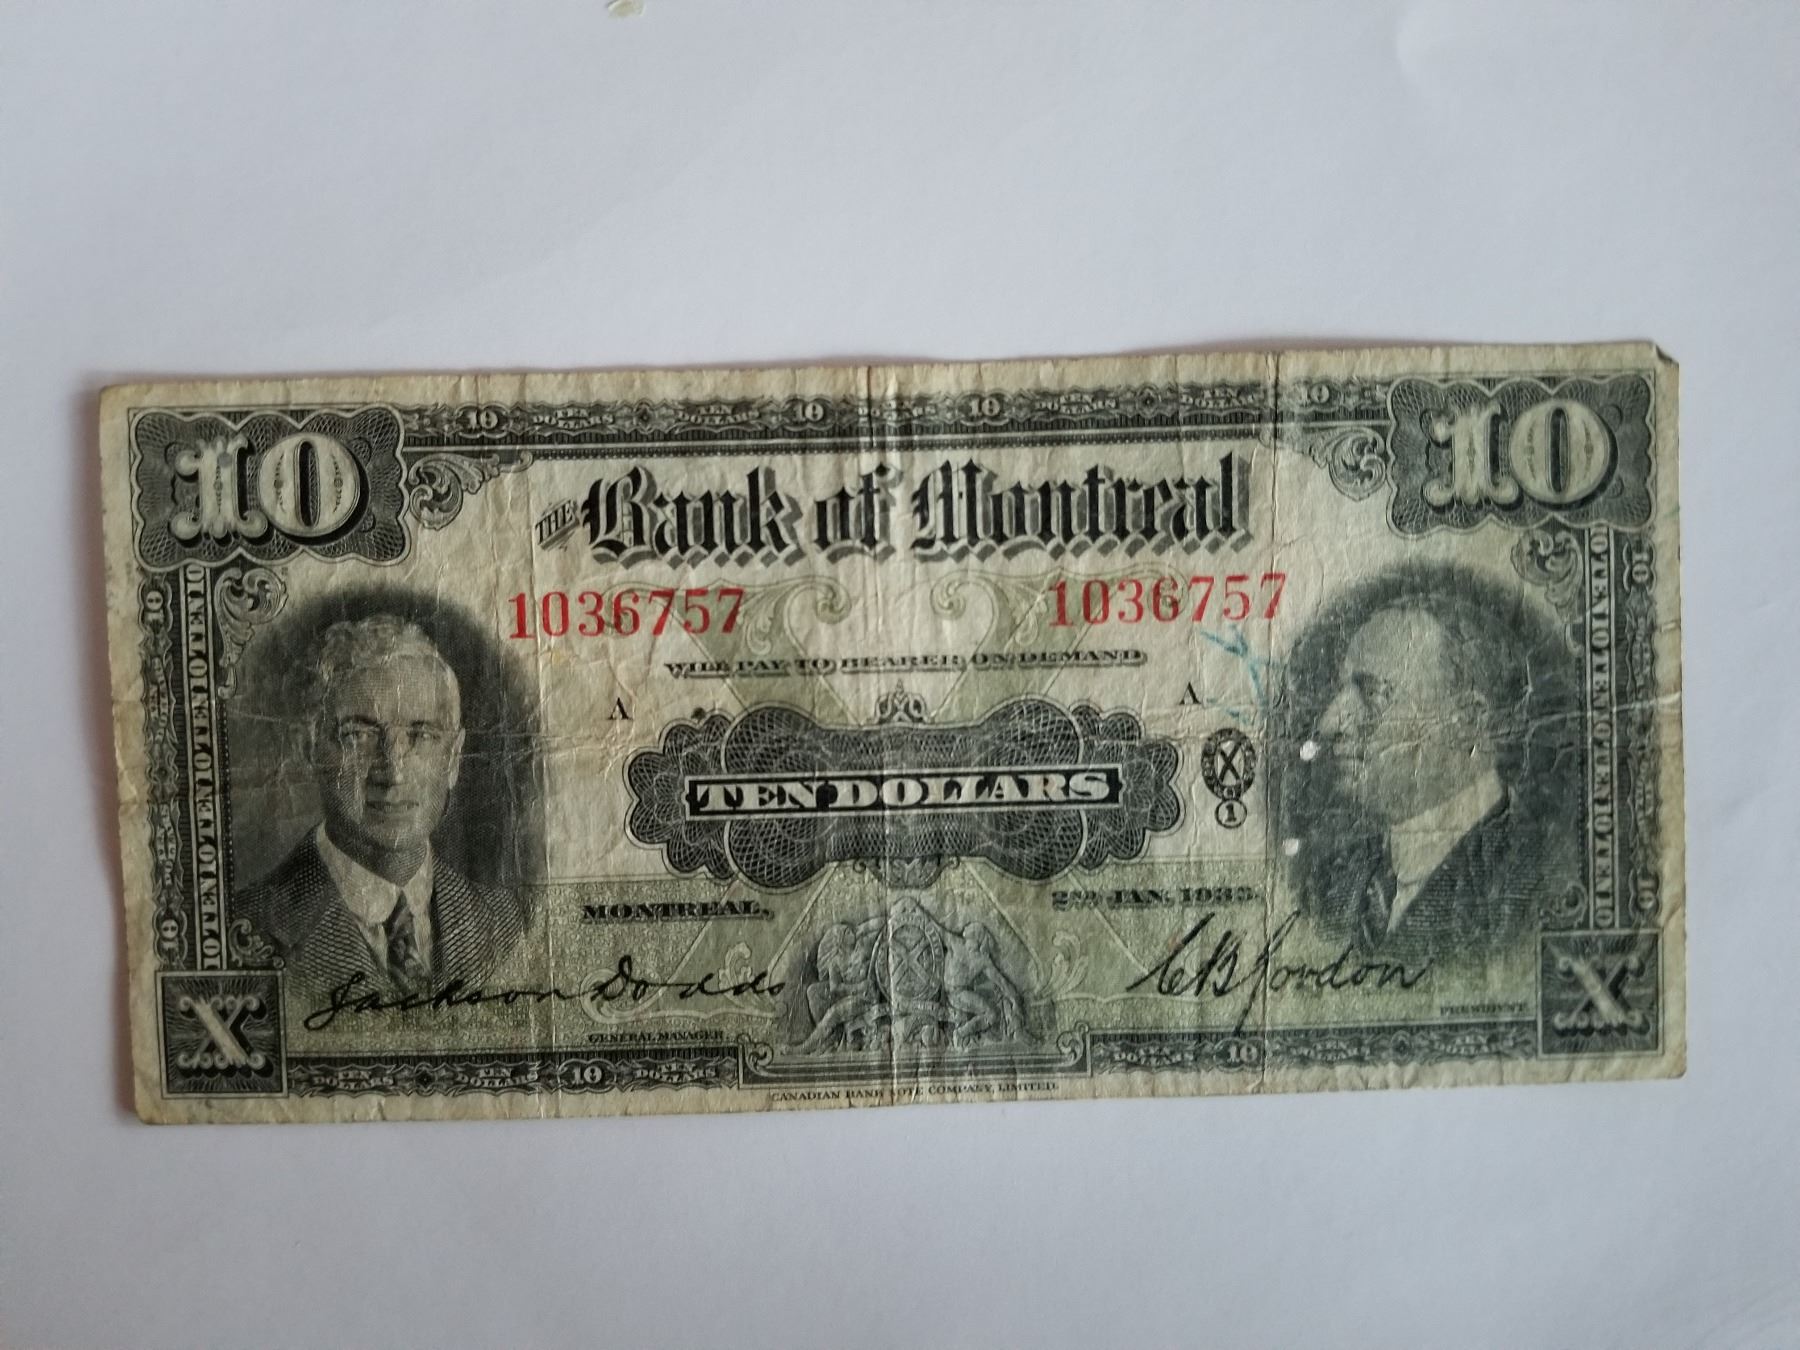 10 10
THE Bank of Montreal
1036757 1036757
WILL PAY TO BEARER ON DEMAND
A A
X
1
TEN DOLLARS
MONTREAL, 2ND JAN. 1935.
Jackson Dodds C B Gordon
GENERAL MANAGER PRESIDENT
X X
CANADIAN BANK NOTE COMPANY, LIMITED.